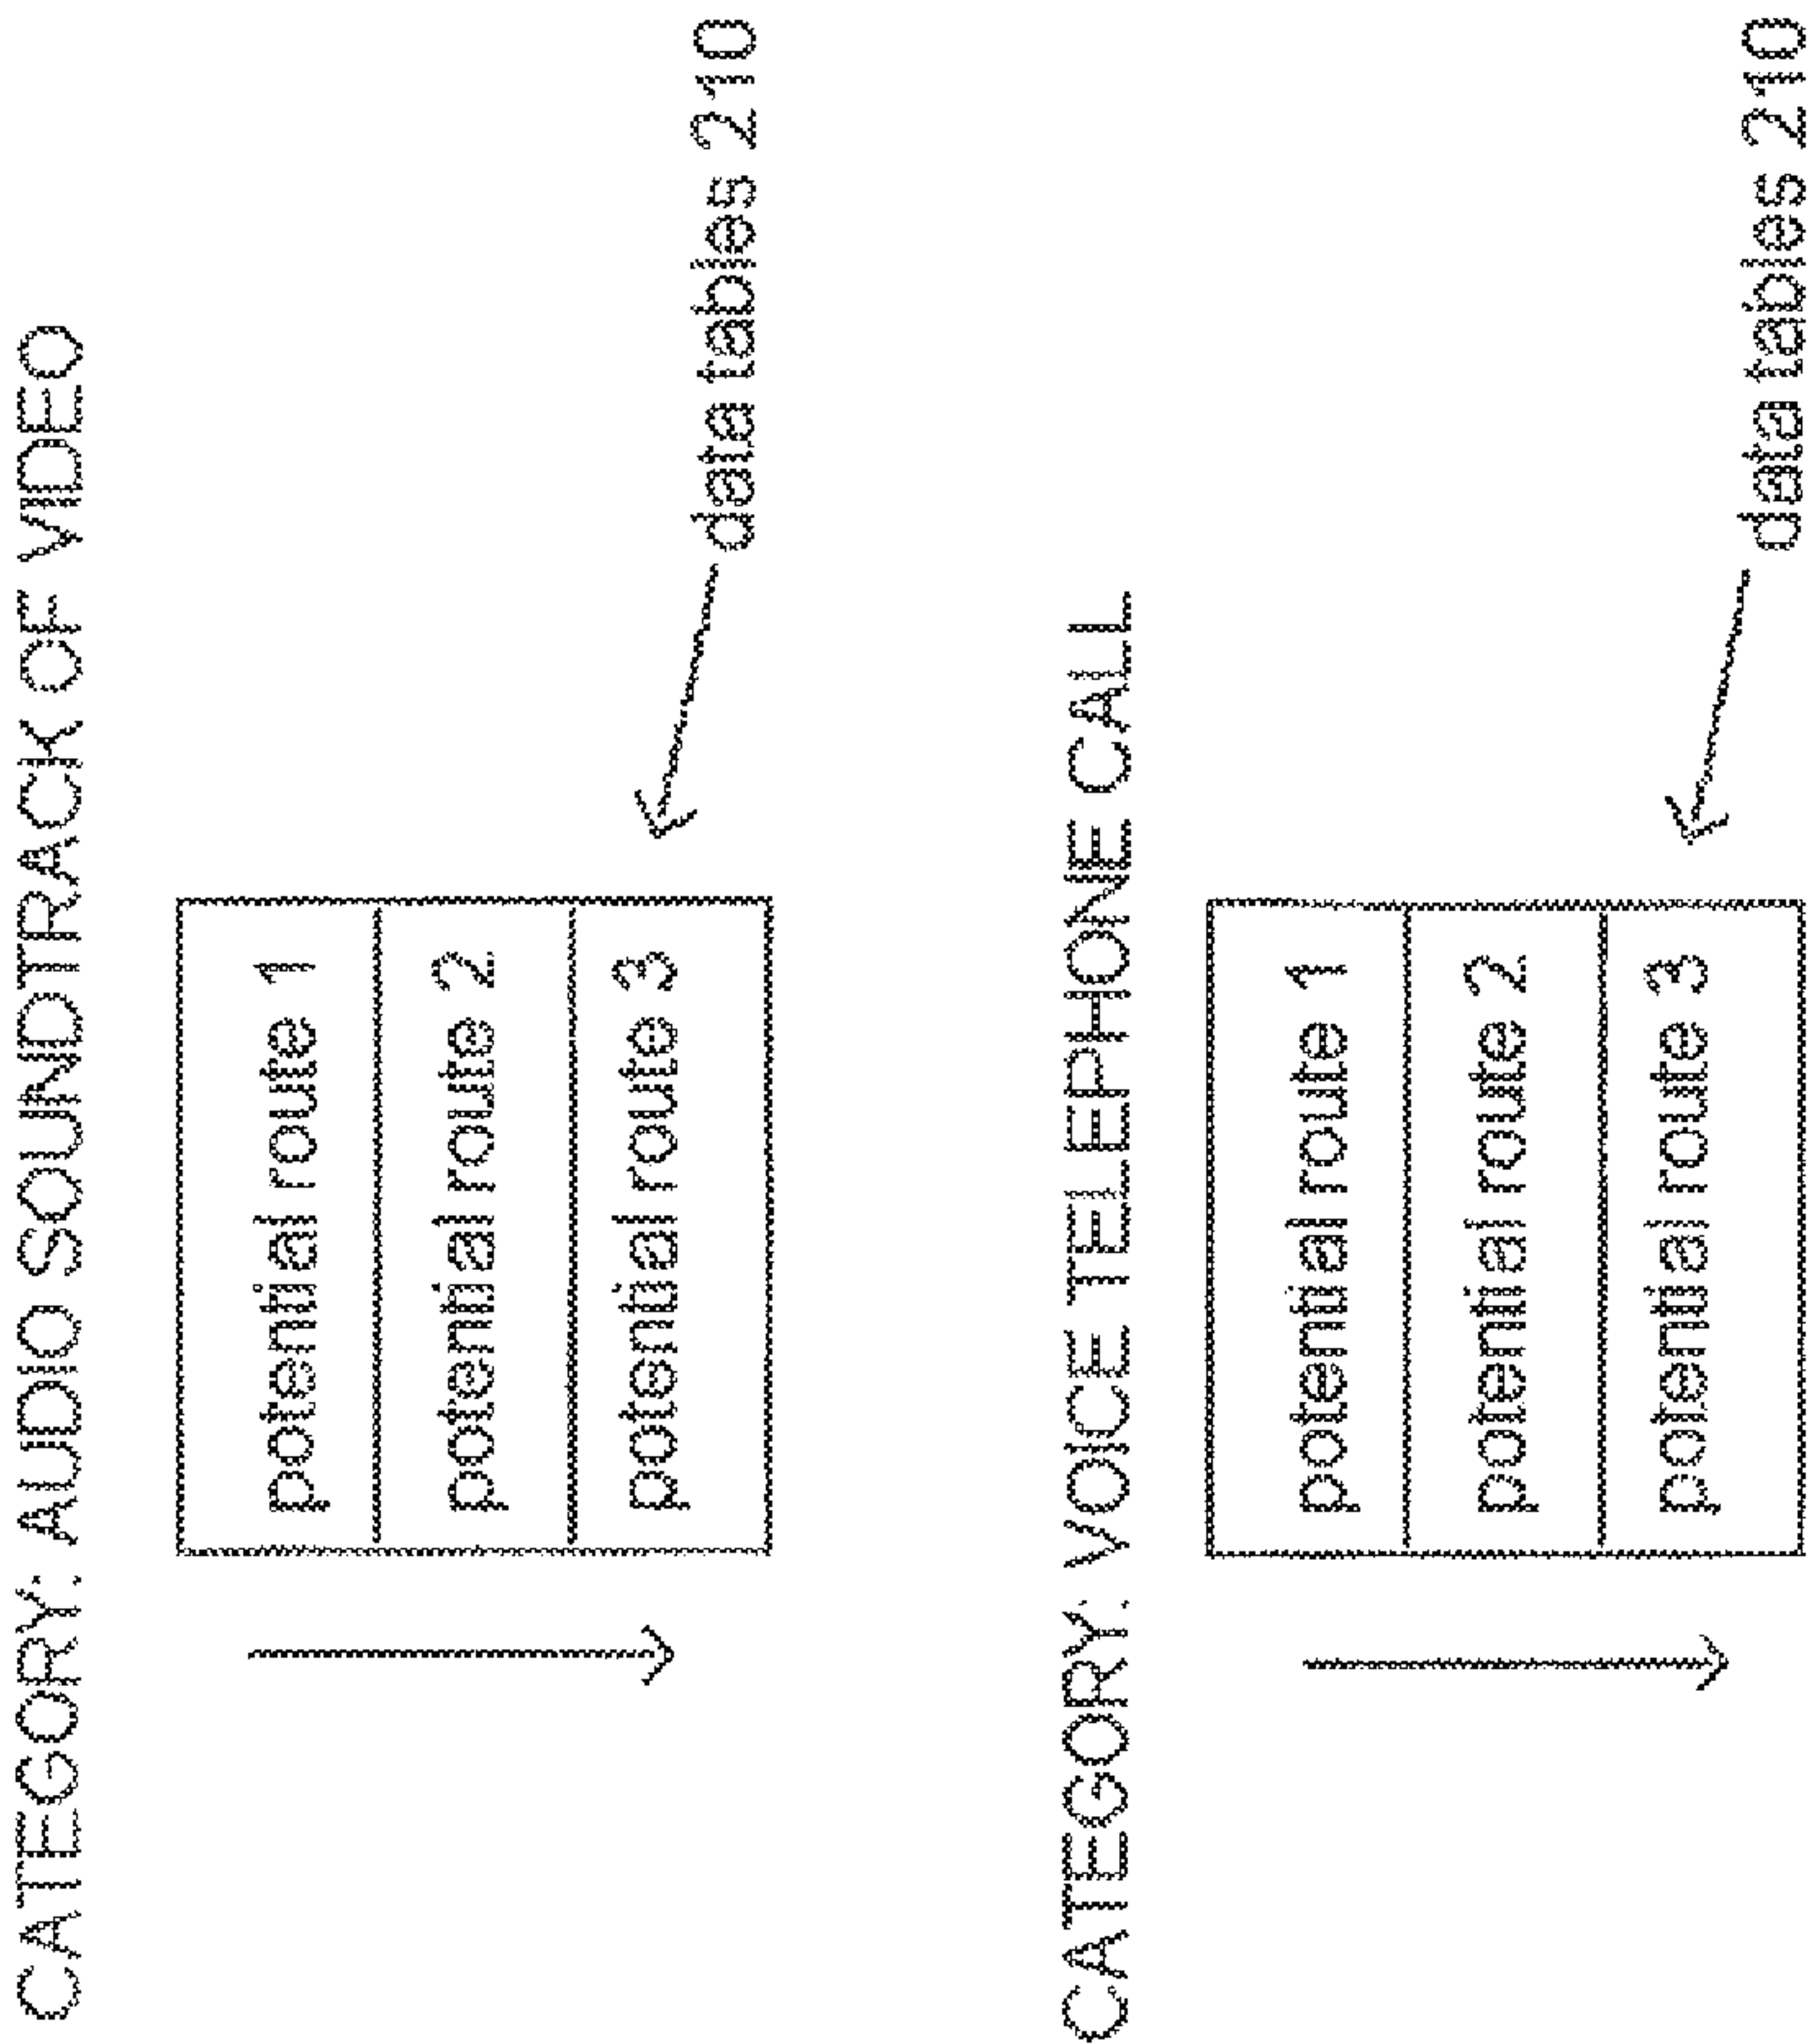 CATEGORY: AUDIO SOUNDTRACK OF VIDEO
potential route 1
potential route 2
potential route 3
data tables 210
CATEGORY: VOICE TELEPHONE CALL
potential route 1
potential route 2
potential route 3
data tables 210